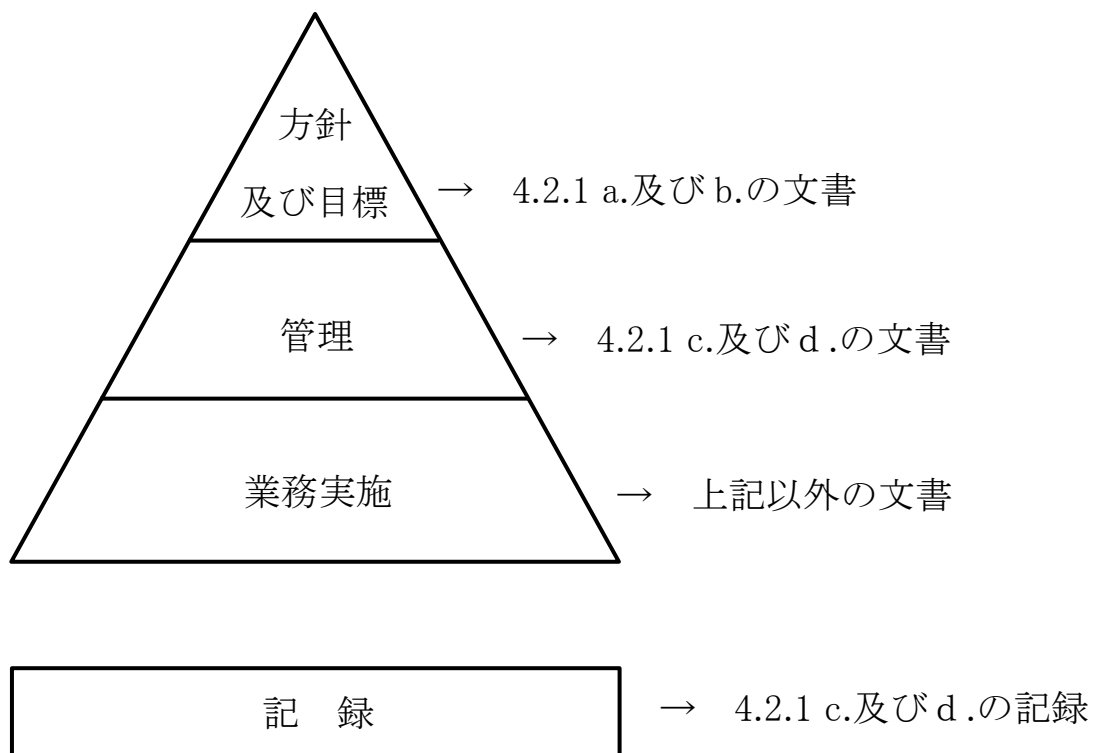 方針
及び目標 → 4.2.1 a.及び b.の文書
管理 → 4.2.1 c.及びｄ.の文書
業務実施 → 上記以外の文書
記　録 → 4.2.1 c.及びｄ.の記録